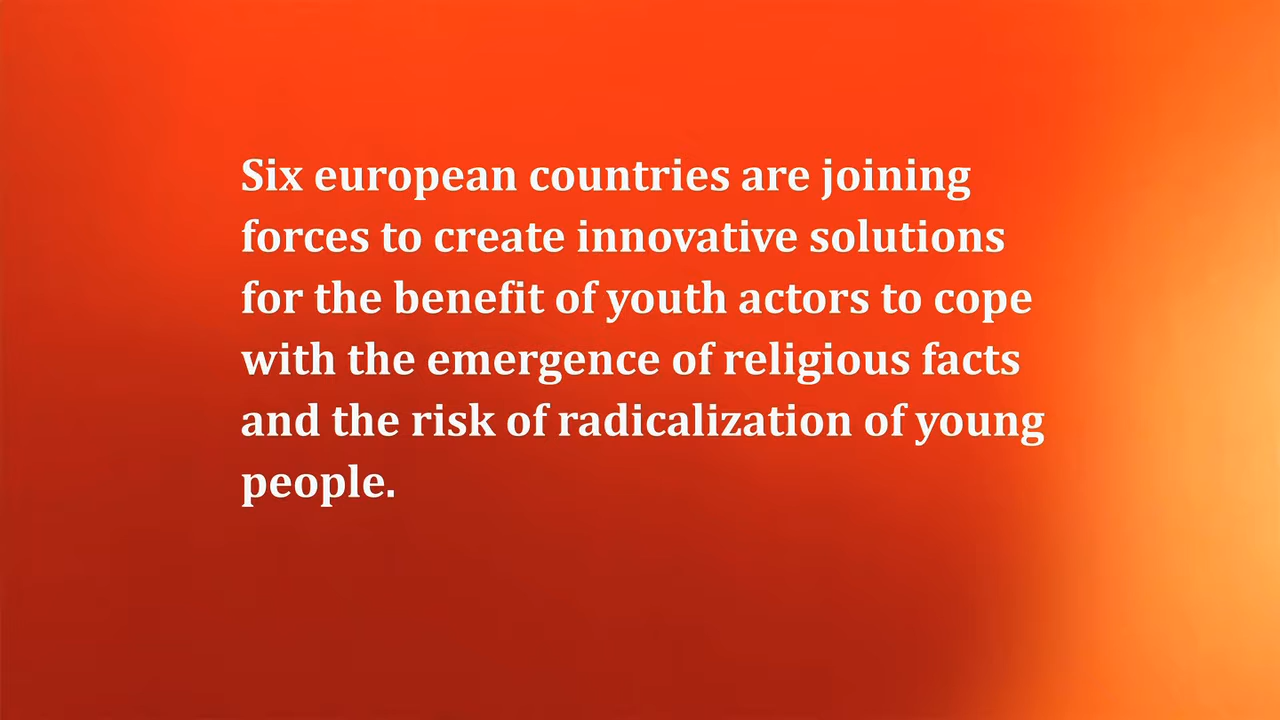 Six european countries are joining
forces to create innovative solutions
for the benefit of youth actors to cope
with the emergence of religious facts
and the risk of radicalization of young
people.